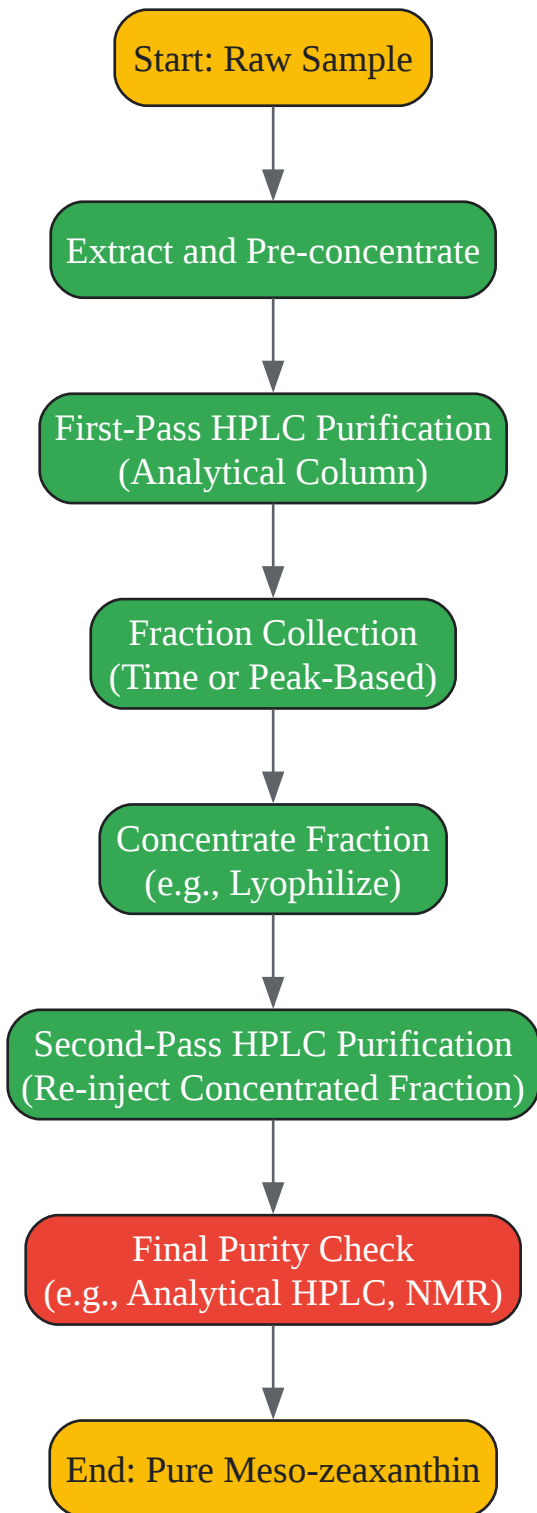 Start: Raw Sample
Extract and Pre-concentrate
First-Pass HPLC Purification
(Analytical Column)
Fraction Collection
(Time or Peak-Based)
Concentrate Fraction
(e.g., Lyophilize)
Second-Pass HPLC Purification
(Re-inject Concentrated Fraction)
Final Purity Check
(e.g., Analytical HPLC, NMR)
End: Pure Meso-zeaxanthin